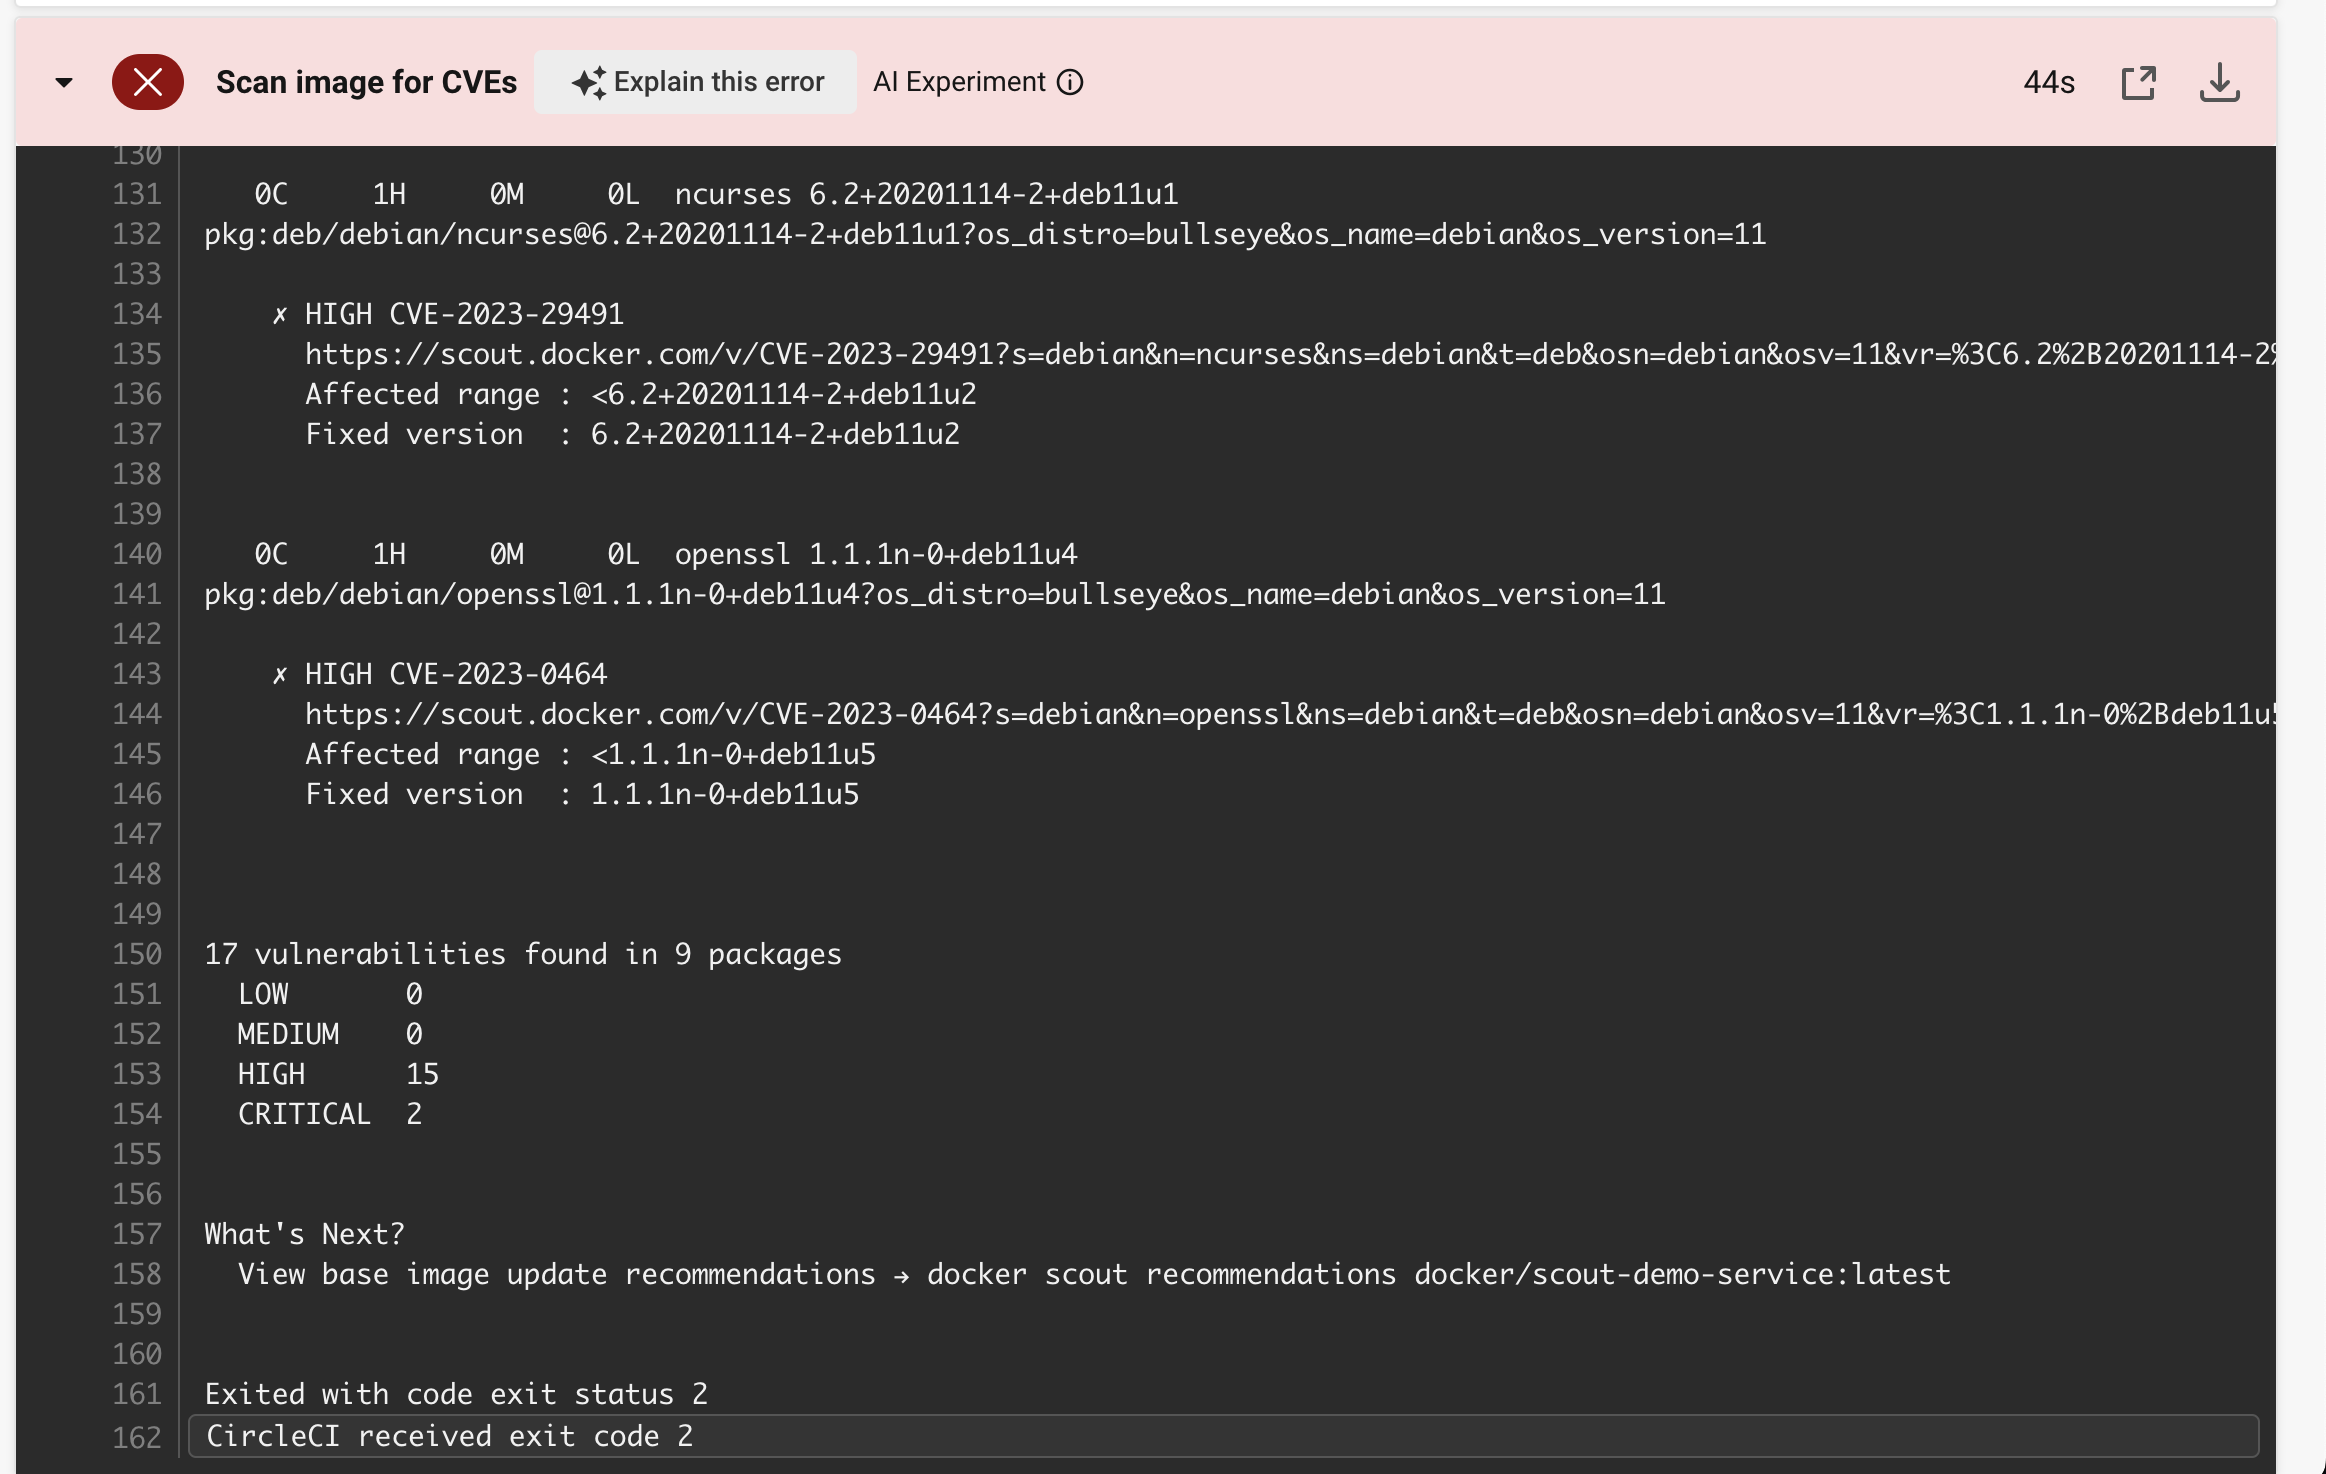 Scan image for CVEs Explain this error AI Experiment 44s
130
131 0C 1H 0M 0L ncurses 6.2+20201114-2+deb11u1
132 pkg:deb/debian/ncurses@6.2+20201114-2+deb11u1?os_distro=bullseye&os_name=debian&os_version=11
133
134 ✗ HIGH CVE-2023-29491
135 https://scout.docker.com/v/CVE-2023-29491?s=debian&n=ncurses&ns=debian&t=deb&osn=debian&osv=11&vr=%3C6.2%2B20201114-2%
136 Affected range : <6.2+20201114-2+deb11u2
137 Fixed version : 6.2+20201114-2+deb11u2
138
139
140 0C 1H 0M 0L openssl 1.1.1n-0+deb11u4
141 pkg:deb/debian/openssl@1.1.1n-0+deb11u4?os_distro=bullseye&os_name=debian&os_version=11
142
143 ✗ HIGH CVE-2023-0464
144 https://scout.docker.com/v/CVE-2023-0464?s=debian&n=openssl&ns=debian&t=deb&osn=debian&osv=11&vr=%3C1.1.1n-0%2Bdeb11u5
145 Affected range : <1.1.1n-0+deb11u5
146 Fixed version : 1.1.1n-0+deb11u5
147
148
149
150 17 vulnerabilities found in 9 packages
151 LOW 0
152 MEDIUM 0
153 HIGH 15
154 CRITICAL 2
155
156
157 What's Next?
158 View base image update recommendations → docker scout recommendations docker/scout-demo-service:latest
159
160
161 Exited with code exit status 2
162 CircleCI received exit code 2